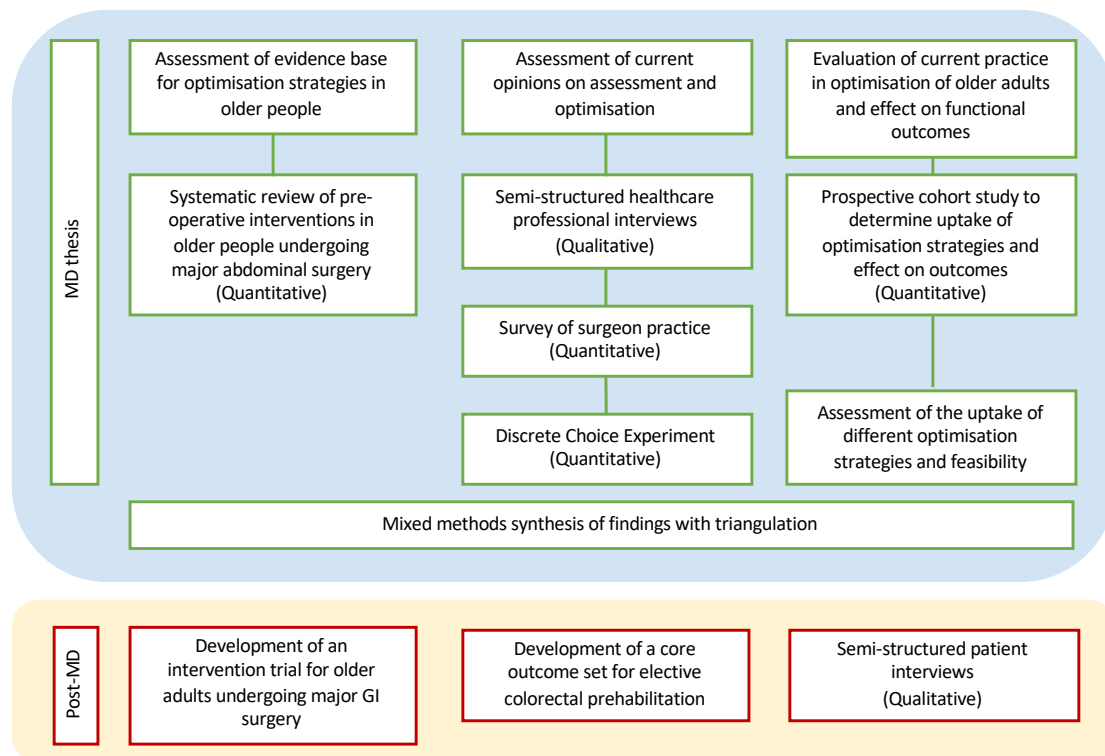 MD thesis
Assessment of evidence base
for optimisation strategies in
older people
Systematic review of pre-
operative interventions in
older people undergoing
major abdominal surgery
(Quantitative)
Assessment of current
opinions on assessment and
optimisation
Semi-structured healthcare
professional interviews
(Qualitative)
Survey of surgeon practice
(Quantitative)
Discrete Choice Experiment
(Quantitative)
Evaluation of current practice
in optimisation of older adults
and effect on functional
outcomes
Prospective cohort study to
determine uptake of
optimisation strategies and
effect on outcomes
(Quantitative)
Assessment of the uptake of
different optimisation
strategies and feasibility
Mixed methods synthesis of findings with triangulation
Post-MD
Development of an
intervention trial for older
adults undergoing major GI
surgery
Development of a core
outcome set for elective
colorectal prehabilitation
Semi-structured patient
interviews
(Qualitative)